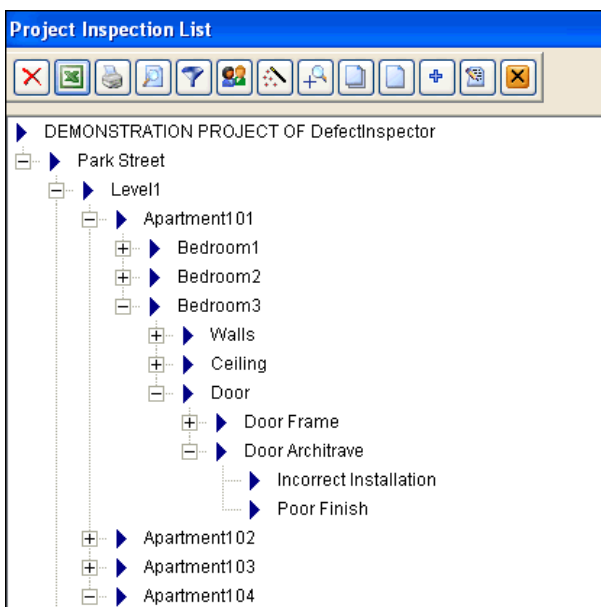 Project Inspection List
DEMONSTRATION PROJECT OF DefectInspector
Park Street
Level1
Apartment101
Bedroom1
Bedroom2
Bedroom3
Walls
Ceiling
Door
Door Frame
Door Architrave
Incorrect Installation
Poor Finish
Apartment102
Apartment103
Apartment104